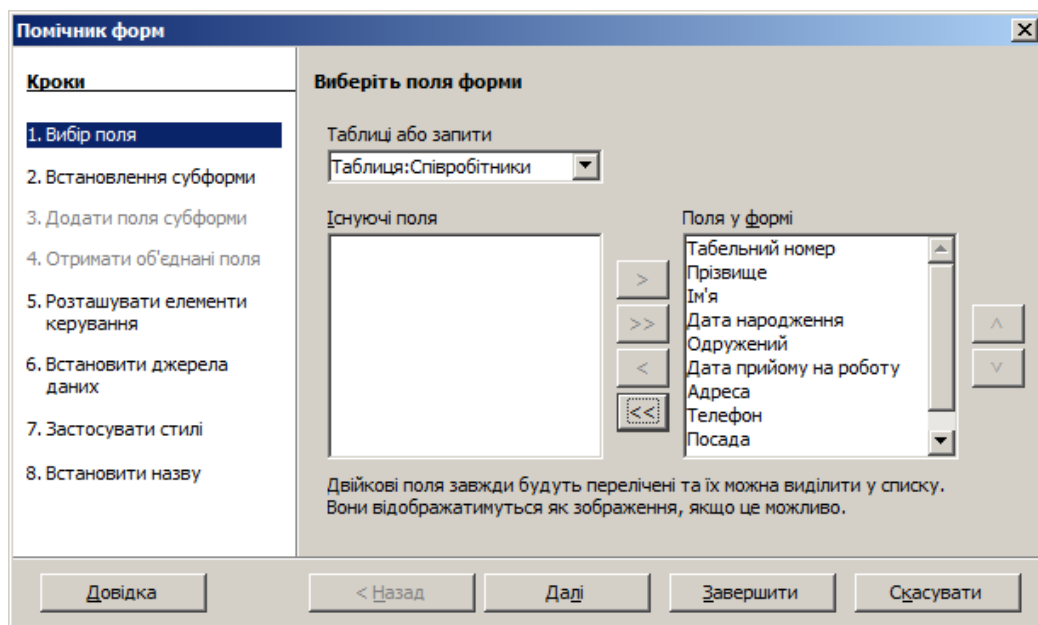 Помічник форм
Кроки
1. Вибір поля
2. Встановлення субформи
3. Додати поля субформи
4. Отримати об'єднані поля
5. Розташувати елементи
керування
6. Встановити джерела
даних
7. Застосувати стилі
8. Встановити назву
Виберіть поля форми
Таблиці або запити
Таблиця:Співробітники
Існуючі поля
>
>>
<
<<
Поля у формі
Табельний номер
Прізвище
Ім'я
Дата народження
Одружений
Дата прийому на роботу
Адреса
Телефон
Посада
Двійкові поля завжди будуть перелічені та їх можна виділити у списку.
Вони відображатимуться як зображення, якщо це можливо.
Довідка
< Назад
Далі
Завершити
Скасувати